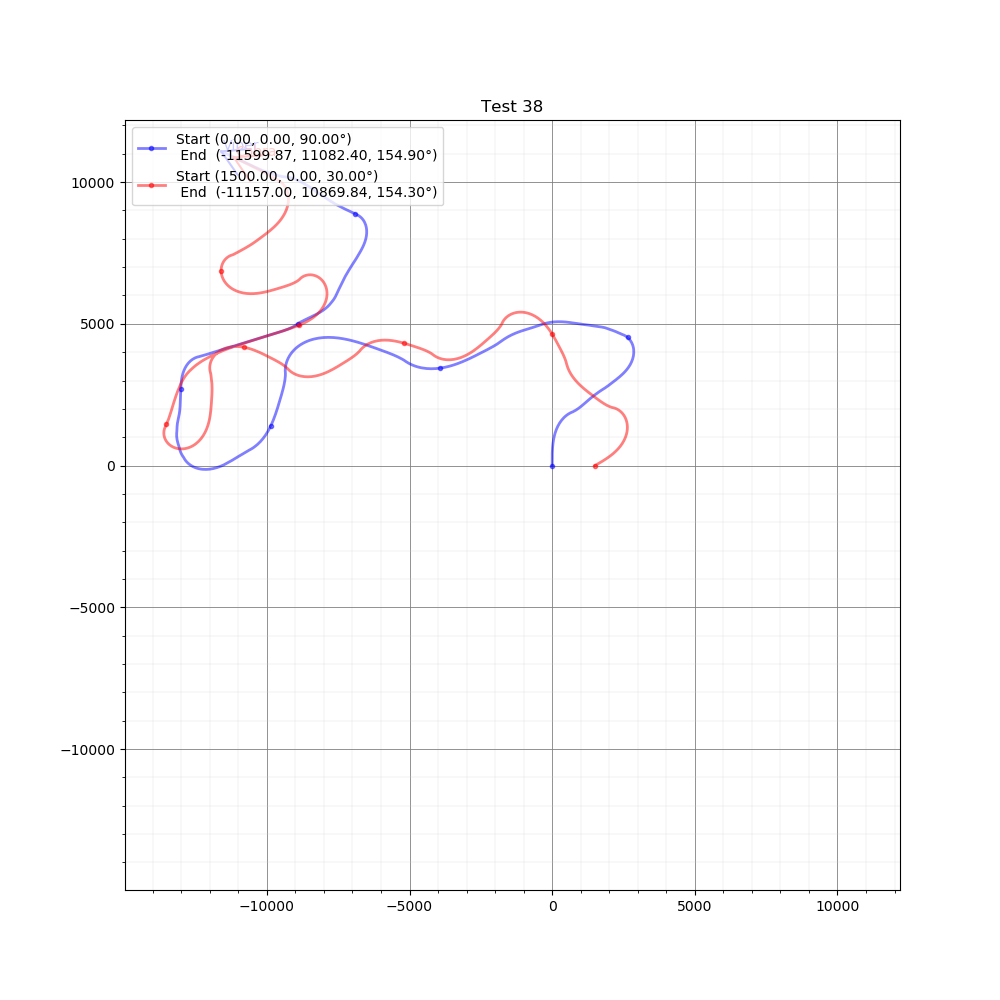 Test 38
Start (0.00, 0.00, 90.00°)
End (-11599.87, 11082.40, 154.90°)
Start (1500.00, 0.00, 30.00°)
End (-11157.00, 10869.84, 154.30°)
10000
5000
0
−5000
−10000
−10000 −5000 0 5000 10000